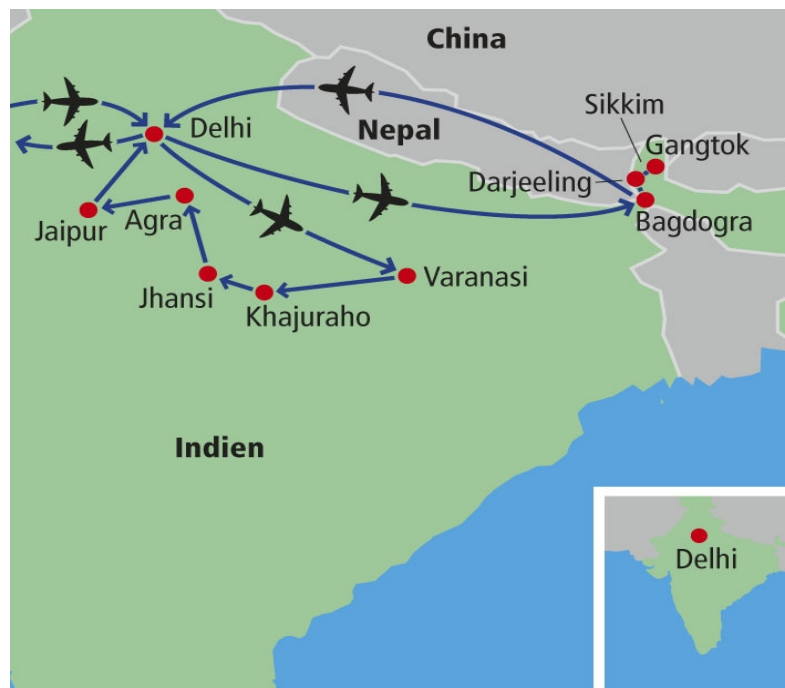 China
Sikkim
Nepal
Gangtok
Delhi
Darjeeling
Agra
Bagdogra
Jaipur
Varanasi
Jhansi
Khajuraho
Indien
Delhi